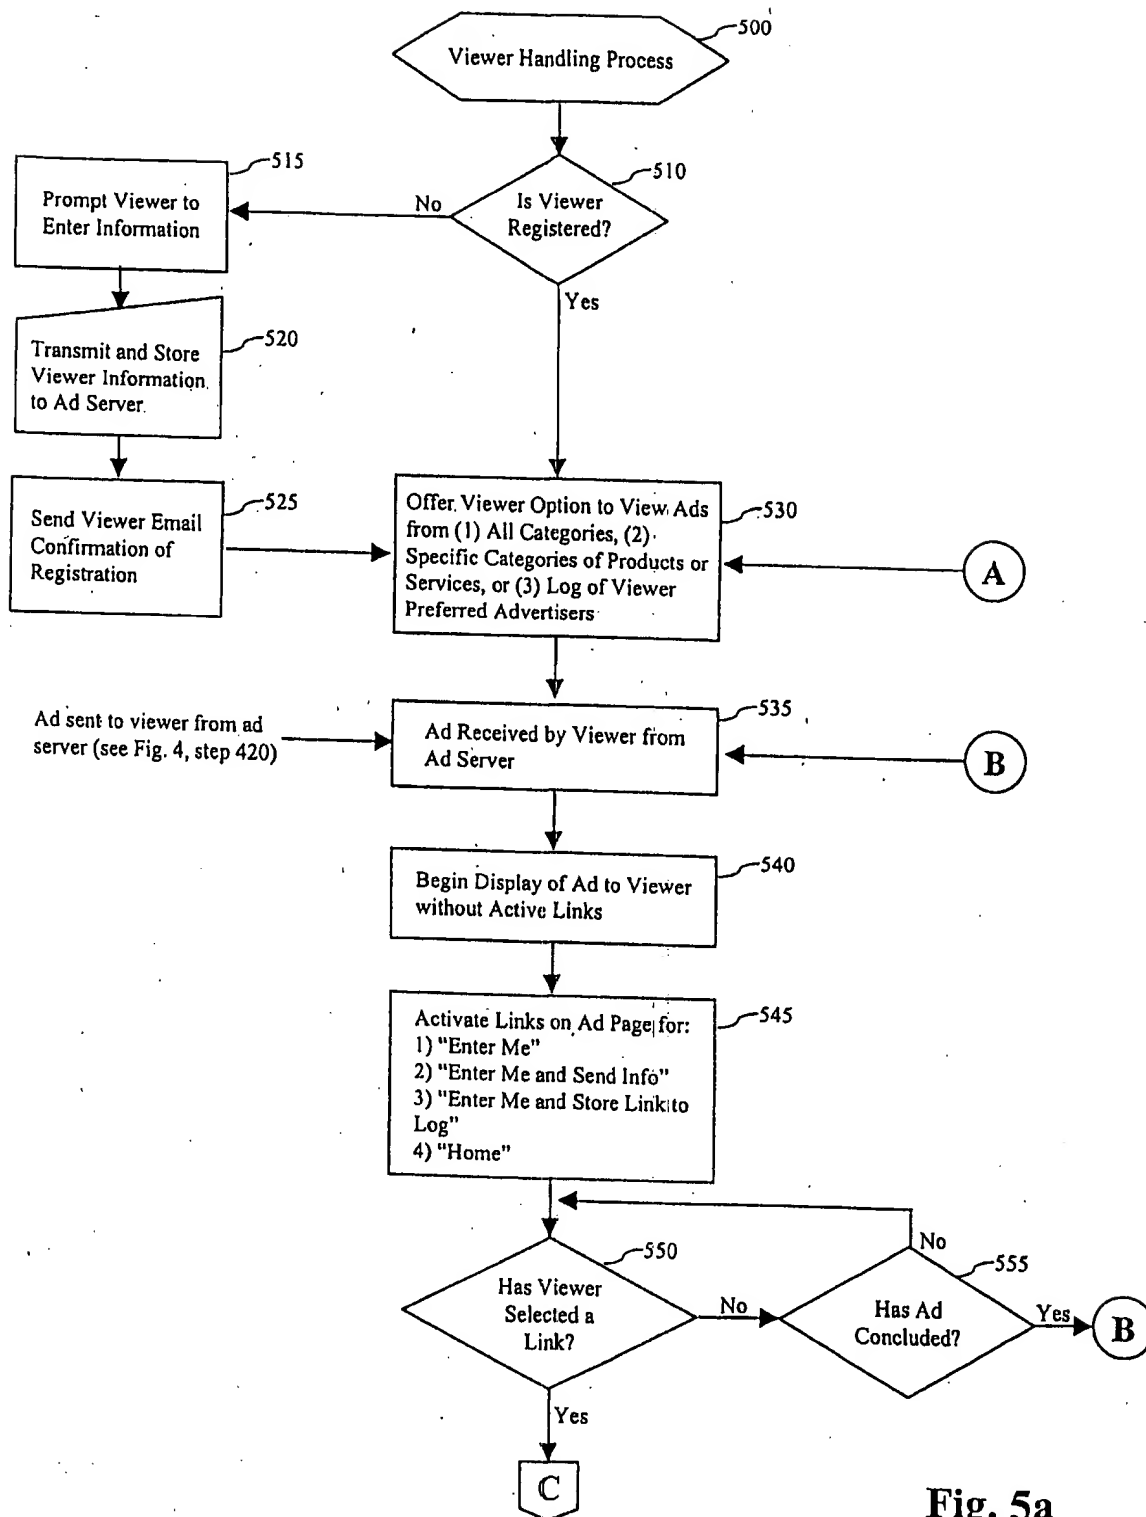 500
Viewer Handling Process
515
510
Prompt Viewer to
Enter Information
No
Is Viewer
Registered?
Yes
520
Transmit and Store
Viewer Information
to Ad Server
525
Send Viewer Email
Confirmation of
Registration
530
Offer Viewer Option to View Ads
from (1) All Categories, (2)
Specific Categories of Products or
Services, or (3) Log of Viewer
Preferred Advertisers
A
535
Ad sent to viewer from ad
server (see Fig. 4, step 420)
Ad Received by Viewer from
Ad Server
B
540
Begin Display of Ad to Viewer
without Active Links
545
Activate Links on Ad Page for:
1) "Enter Me"
2) "Enter Me and Send Info"
3) "Enter Me and Store Link to
Log"
4) "Home"
550
Has Viewer
Selected a
Link?
No
No
555
Has Ad
Concluded?
Yes
B
Yes
C
Fig. 5a